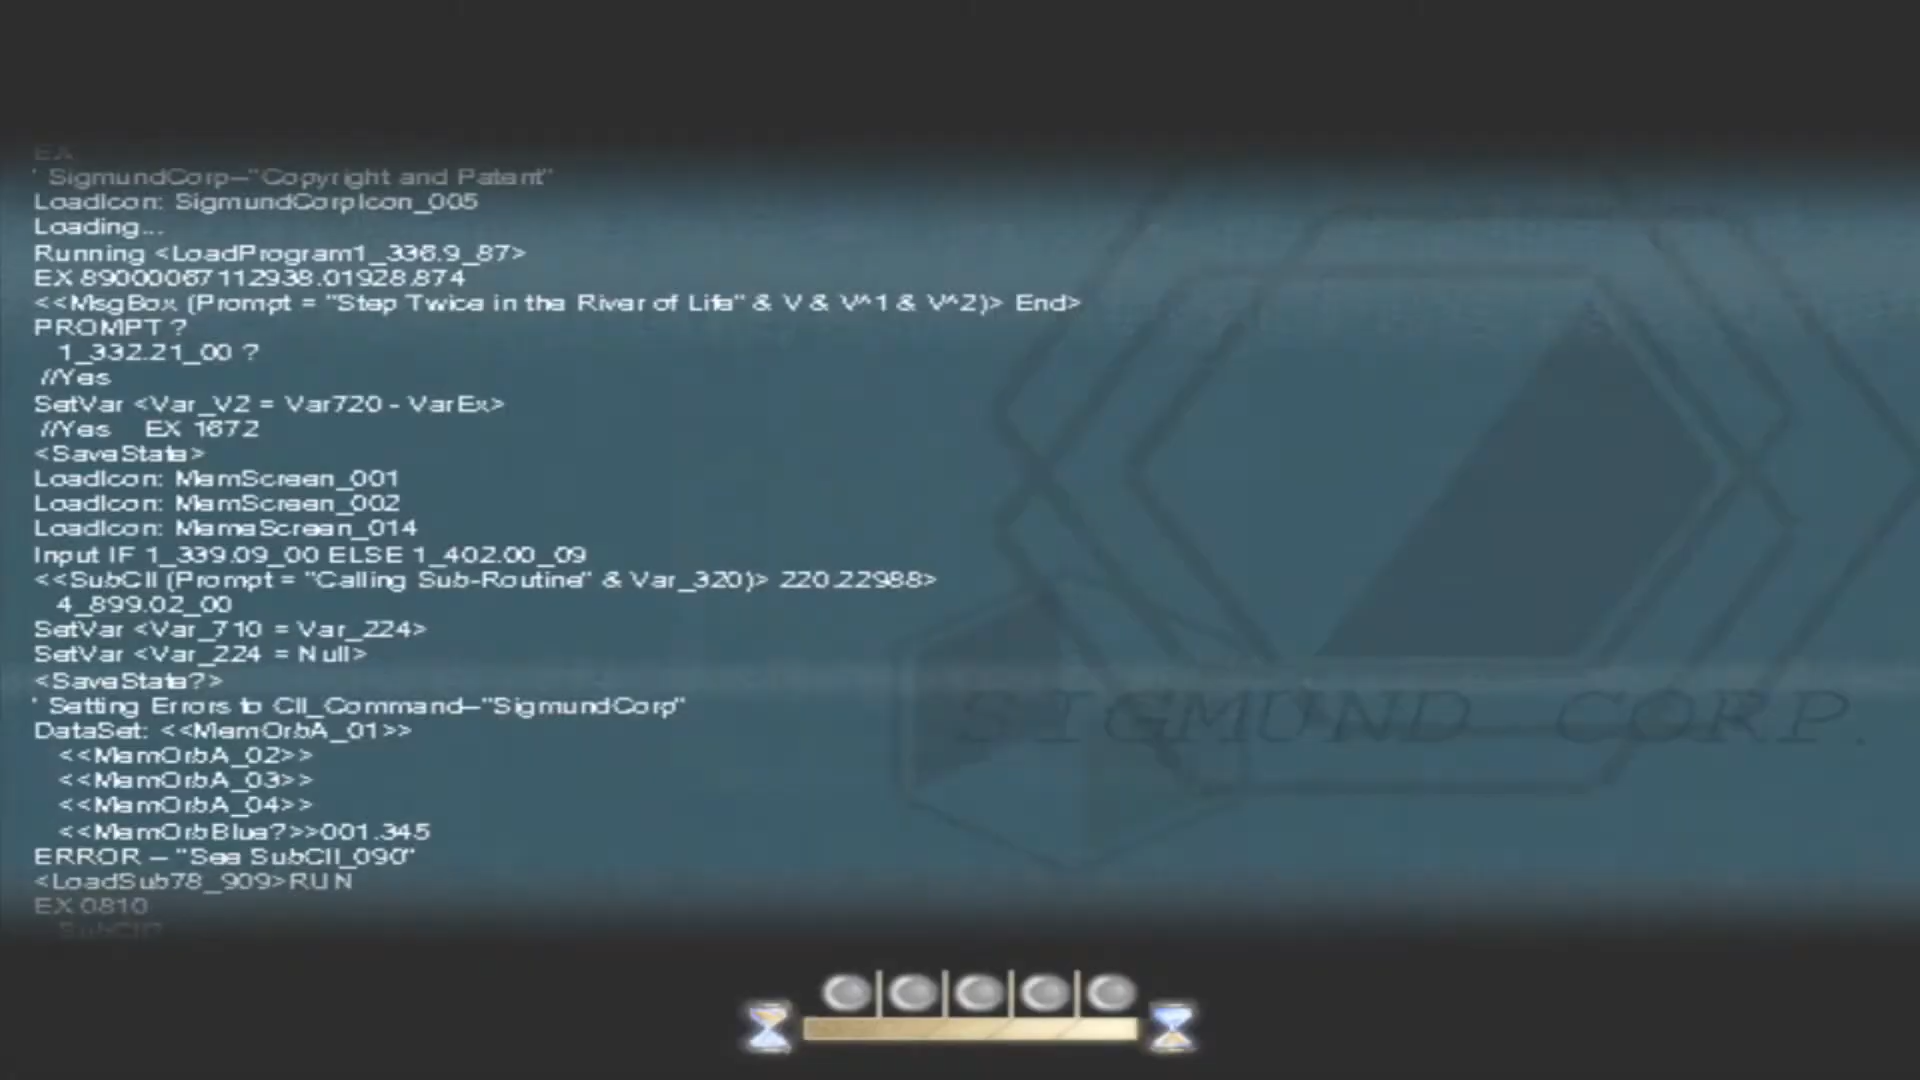 EX
' SigmundCorp--"Copyright and Patent"
LoadIcon: SigmundCorpIcon_005
Loading...
Running <LoadProgram1_336.9_87>
EX 89000067112938.01928.874
<<MsgBox (Prompt = "Step Twice in the River of Life" & V & V^1 & V^2)> End>
PROMPT ?
1_332.21_00 ?
//Yes
SetVar <Var_V2 = Var720 - VarEx>
//Yes EX 1672
<SaveState>
LoadIcon: MemScreen_001
LoadIcon: MemScreen_002
LoadIcon: MemeScreen_014
Input IF 1_339.09_00 ELSE 1_402.00_09
<<SubCll (Prompt = "Calling Sub-Routine" & Var_320)> 220.22988>
4_899.02_00
SetVar <Var_710 = Var_224>
SetVar <Var_224 = Null>
<SaveState?>
' Setting Errors to Cll_Command--"SigmundCorp"
DataSet: <<MemOrbA_01>>
<<MemOrbA_02>>
<<MemOrbA_03>>
<<MemOrbA_04>>
<<MemOrbBlue?>>001.345
ERROR -- "See SubCll_090"
<LoadSub78_909>RUN
EX 0810
SIGMUND CORP.